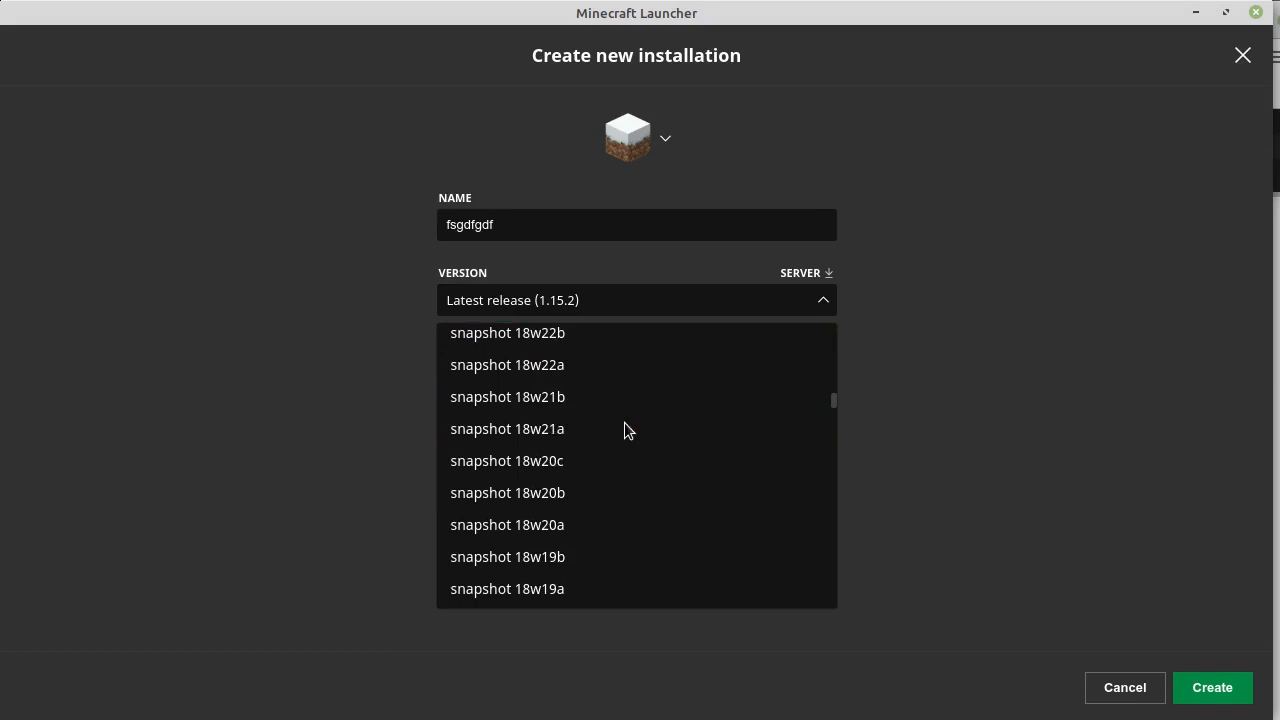 Minecraft Launcher
Create new installation
NAME
fsgdfgdf
VERSION
SERVER
Latest release (1.15.2)
snapshot 18w22b
snapshot 18w22a
snapshot 18w21b
snapshot 18w21a
snapshot 18w20c
snapshot 18w20b
snapshot 18w20a
snapshot 18w19b
snapshot 18w19a
Cancel
Create